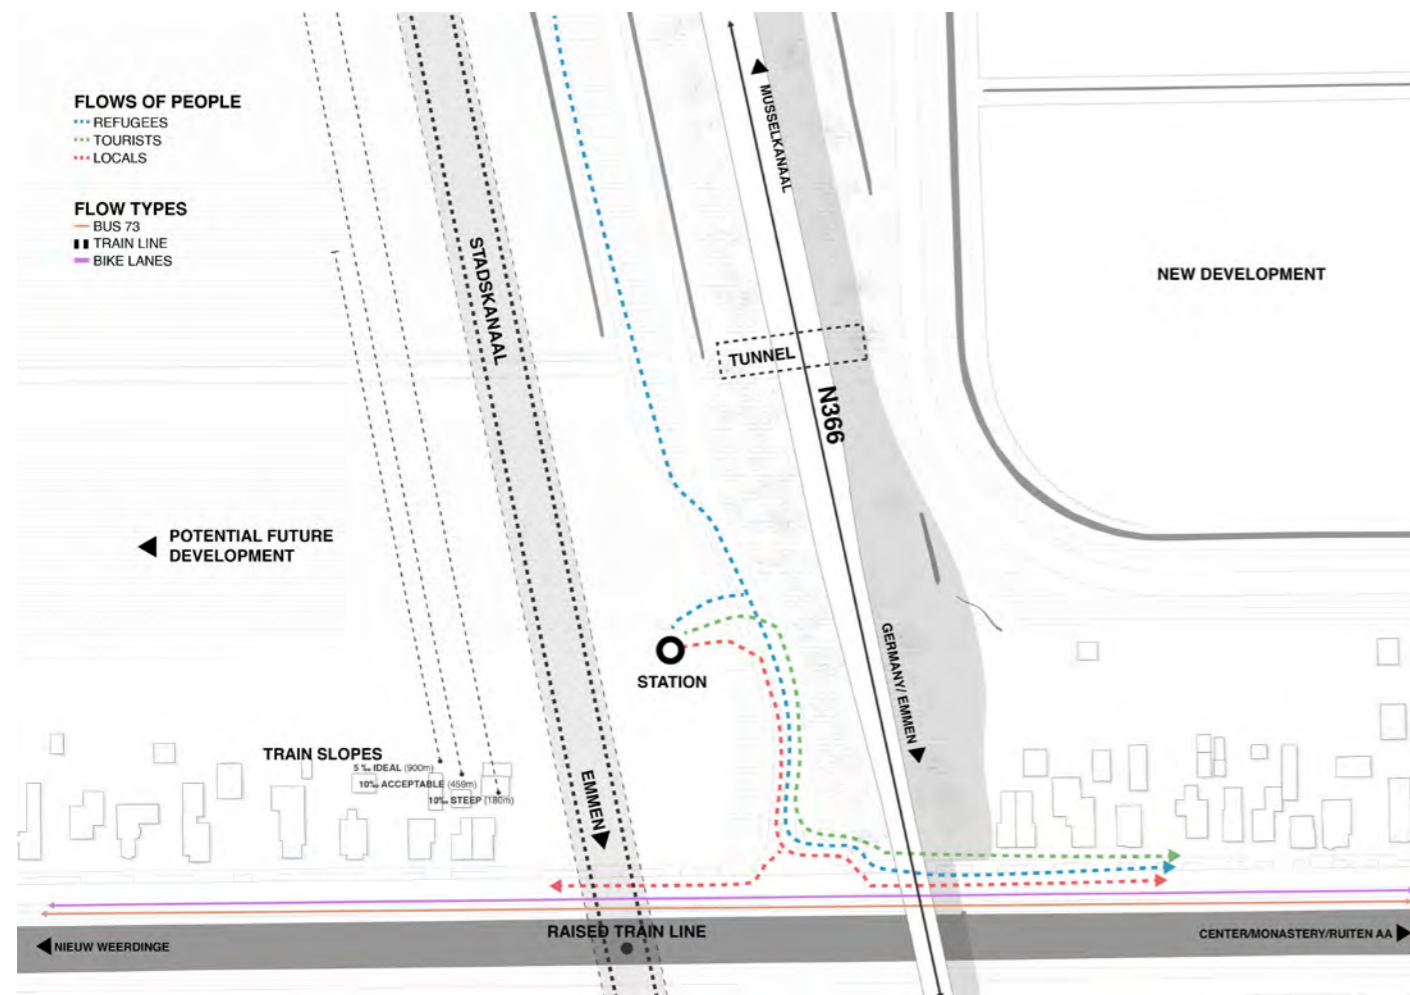 FLOWS OF PEOPLE
REFUGEES
TOURISTS
LOCALS
FLOW TYPES
BUS 73
TRAIN LINE
BIKE LANES
MUSSELKANAAL
STADSKANAAL
NEW DEVELOPMENT
TUNNEL
N366
POTENTIAL FUTURE
DEVELOPMENT
STATION
GERMANY/ EMMEN
TRAIN SLOPES
5 ‰ IDEAL (900m)
10‰ ACCEPTABLE (459m)
10‰ STEEP (180m)
EMMEN
RAISED TRAIN LINE
NIEUW WEERDINGE
CENTER/MONASTERY/RUITEN AA